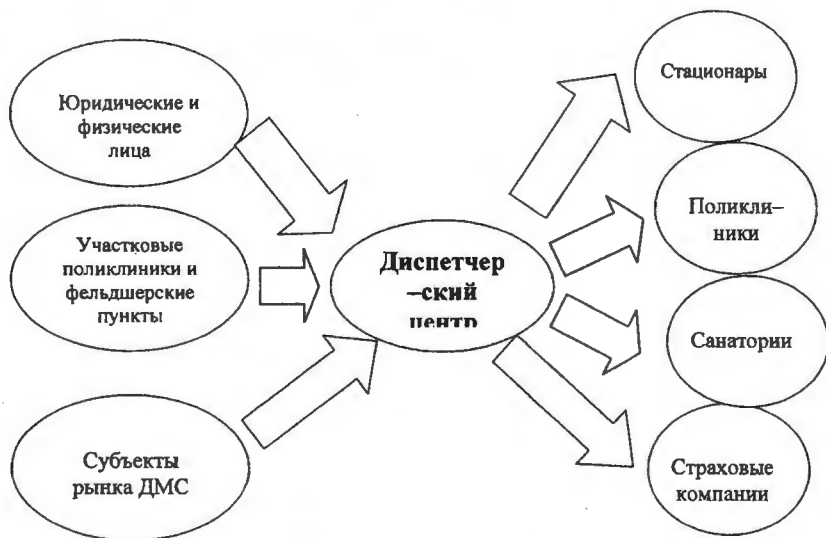 Юридические и
физические
лица
Участковые
поликлиники и
фельдшерские
пункты
Субъекты
рынка ДМС
Диспетчер
–ский
центр
Стационары
Поликли–
ники
Санатории
Страховые
компании